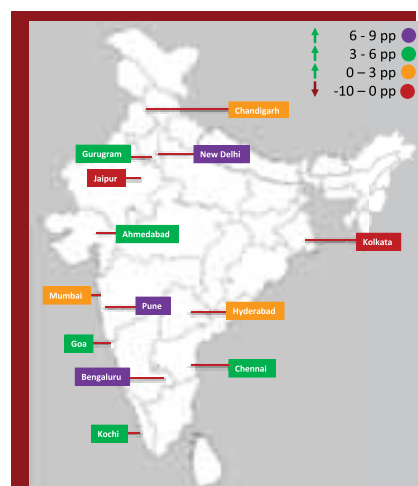 6 - 9 pp
3 - 6 pp
0 – 3 pp
-10 – 0 pp
Chandigarh
Gurugram
New Delhi
Jaipur
Ahmedabad
Kolkata
Mumbai
Pune
Hyderabad
Goa
Chennai
Bengaluru
Kochi